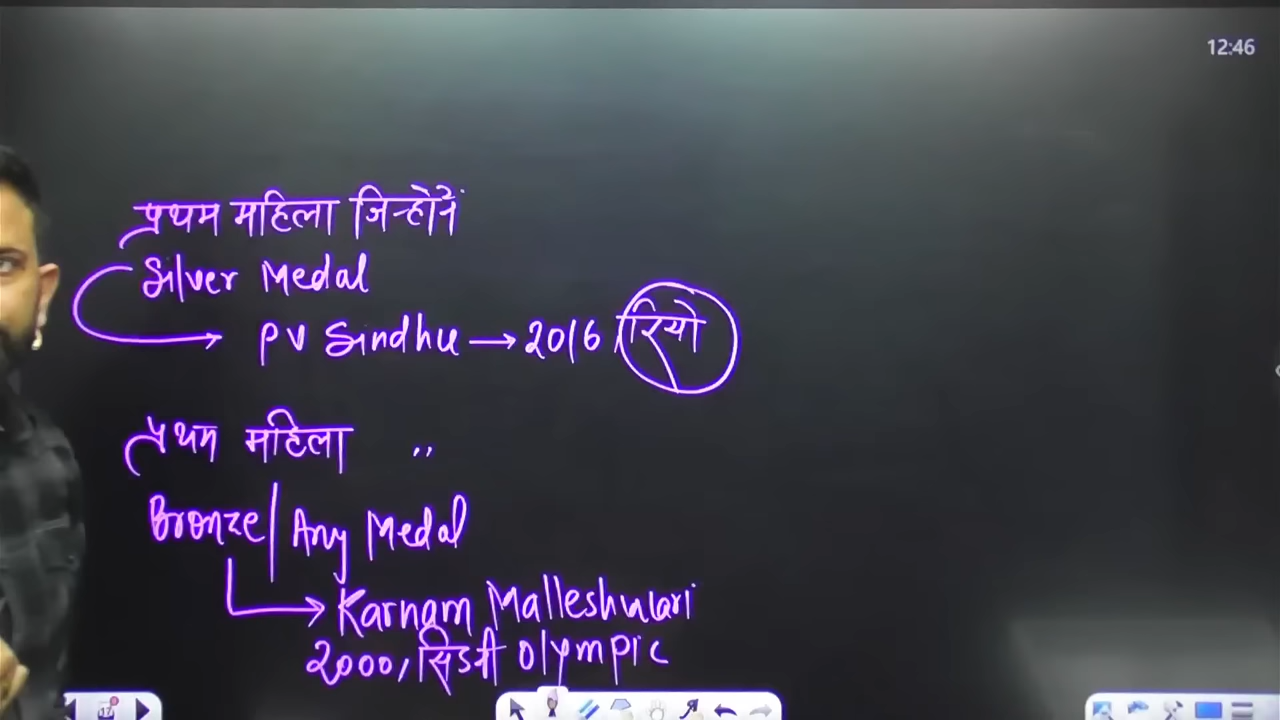 12:46
प्रथम महिला जिन्होनें
Silver Medal
PV Sindhu → 2016 रियो
प्रथम महिला ,,
Bronze/Any Medal
Karnam Malleshwari
2000, सिडनी Olympic
17